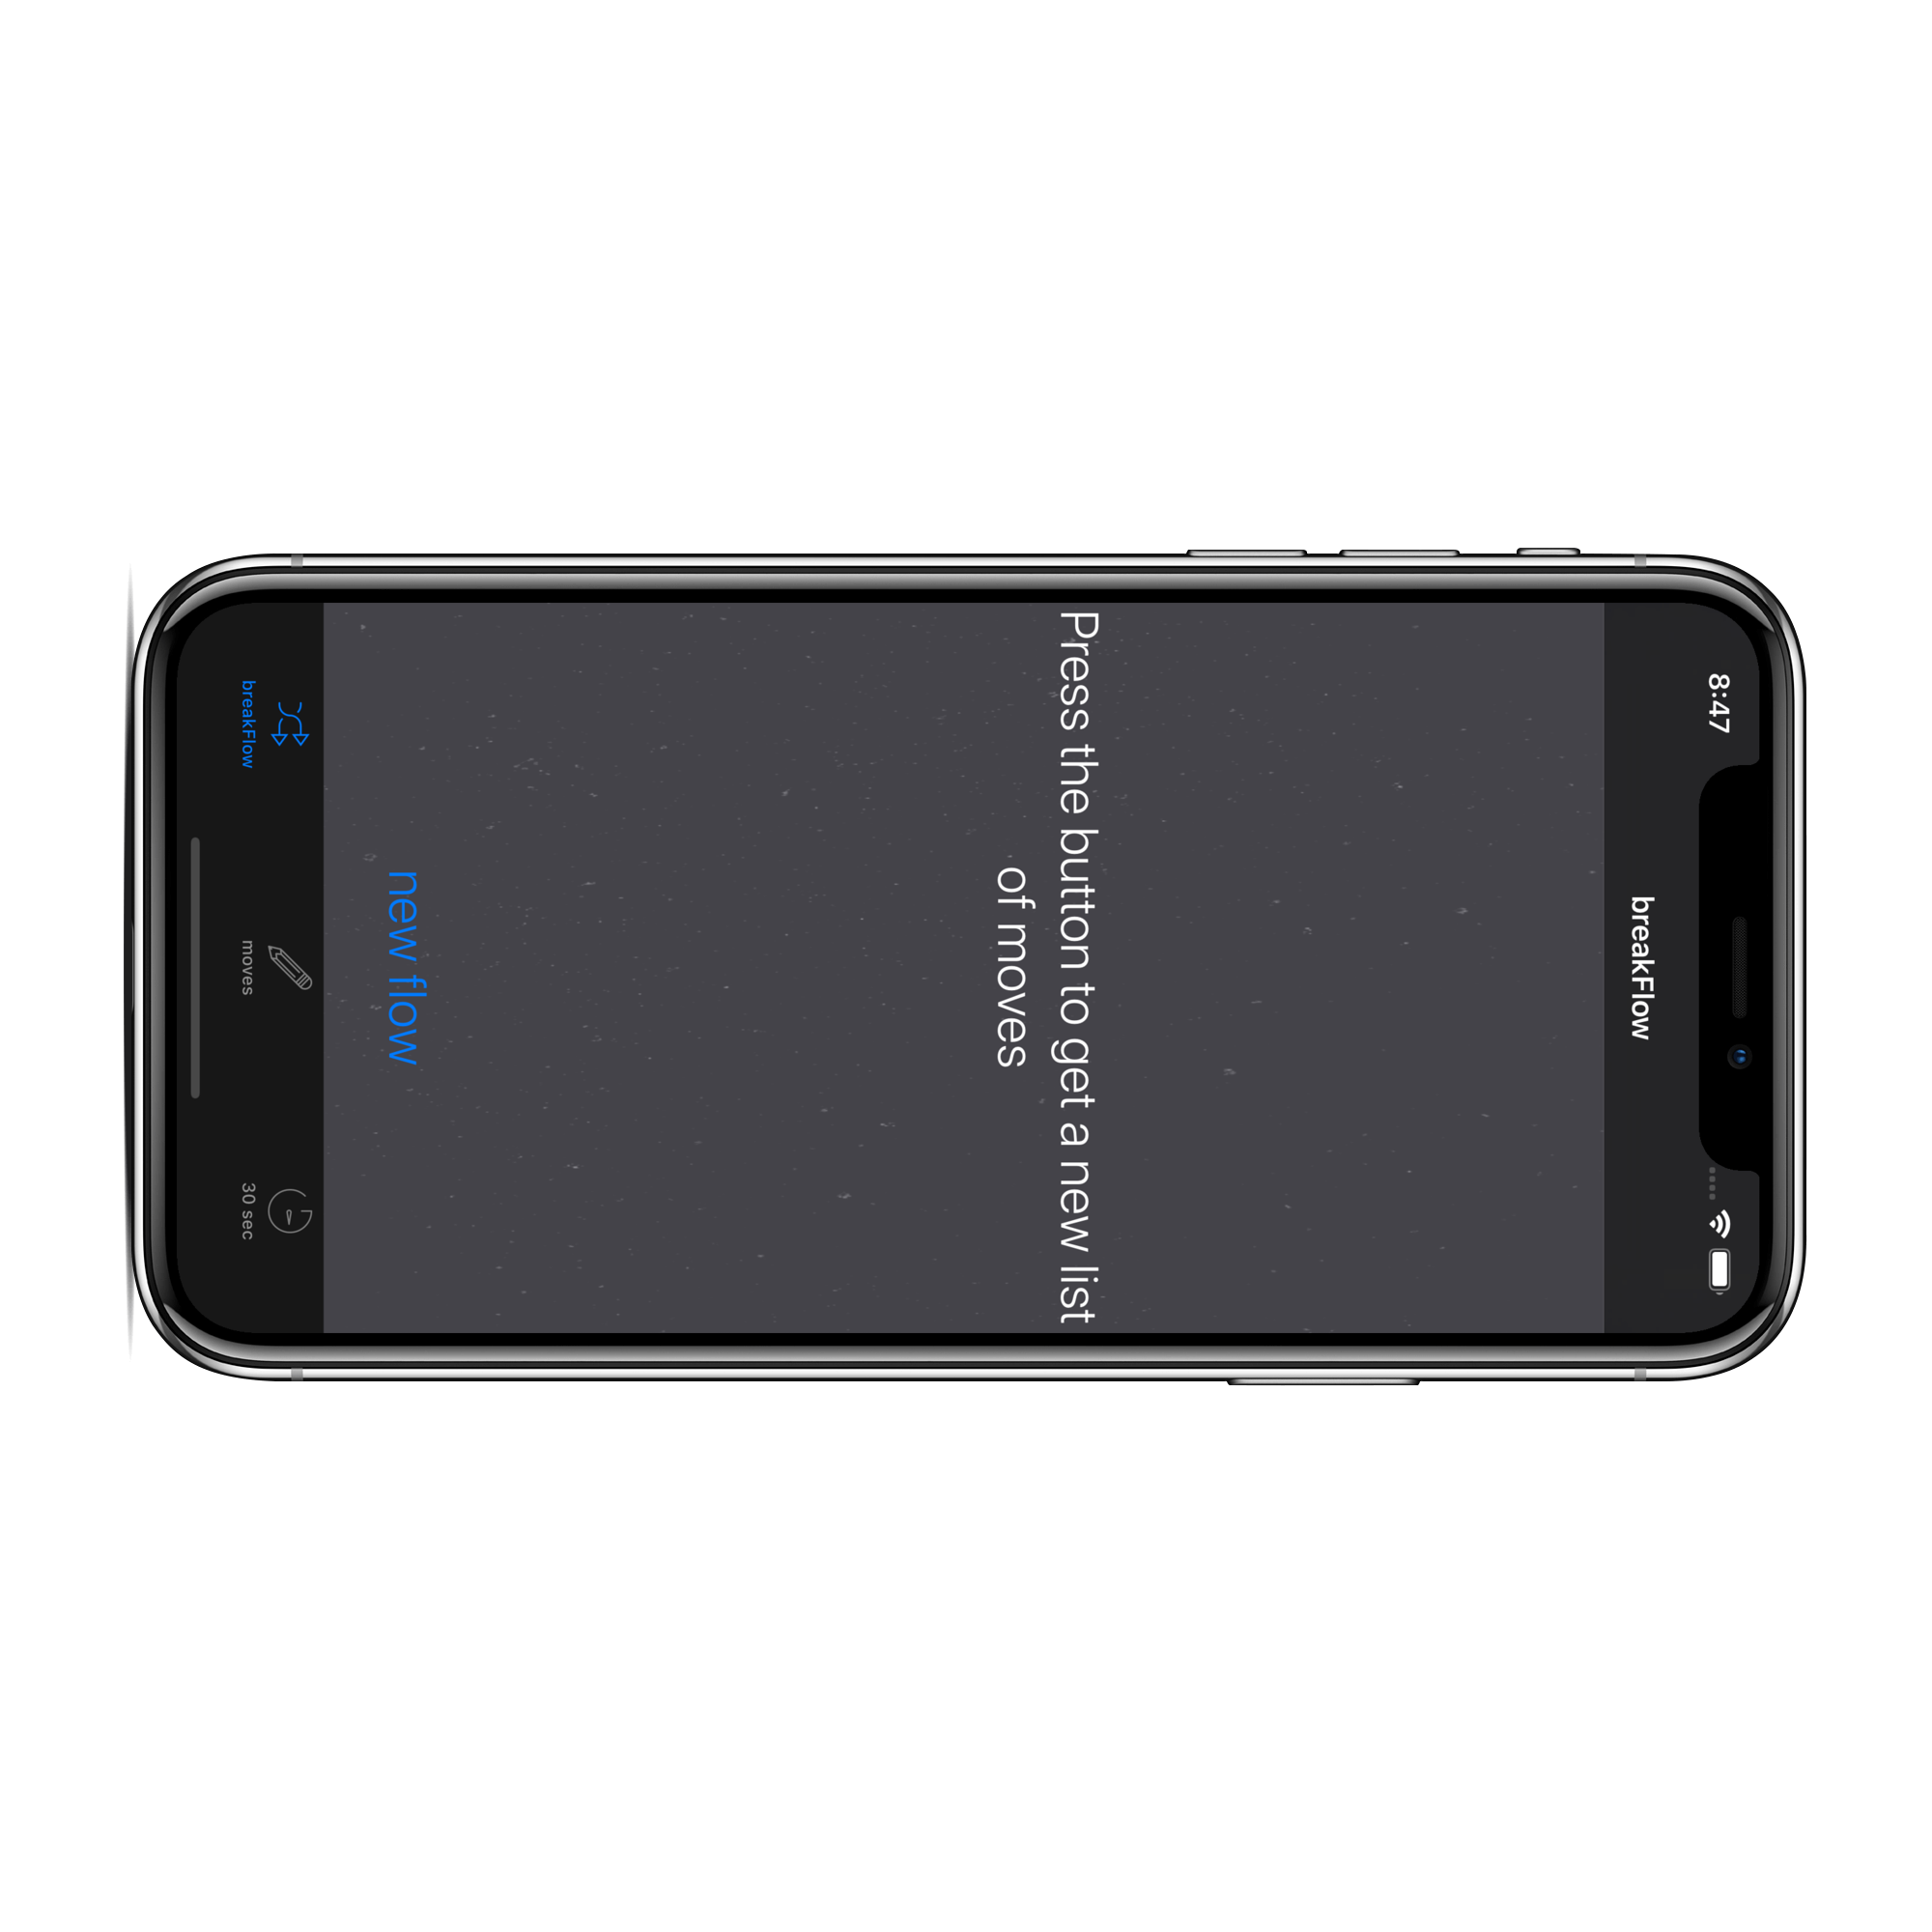 8:47
breakFlow
Press the button to get a new list
of moves
new flow
breakFlow
moves
30 sec